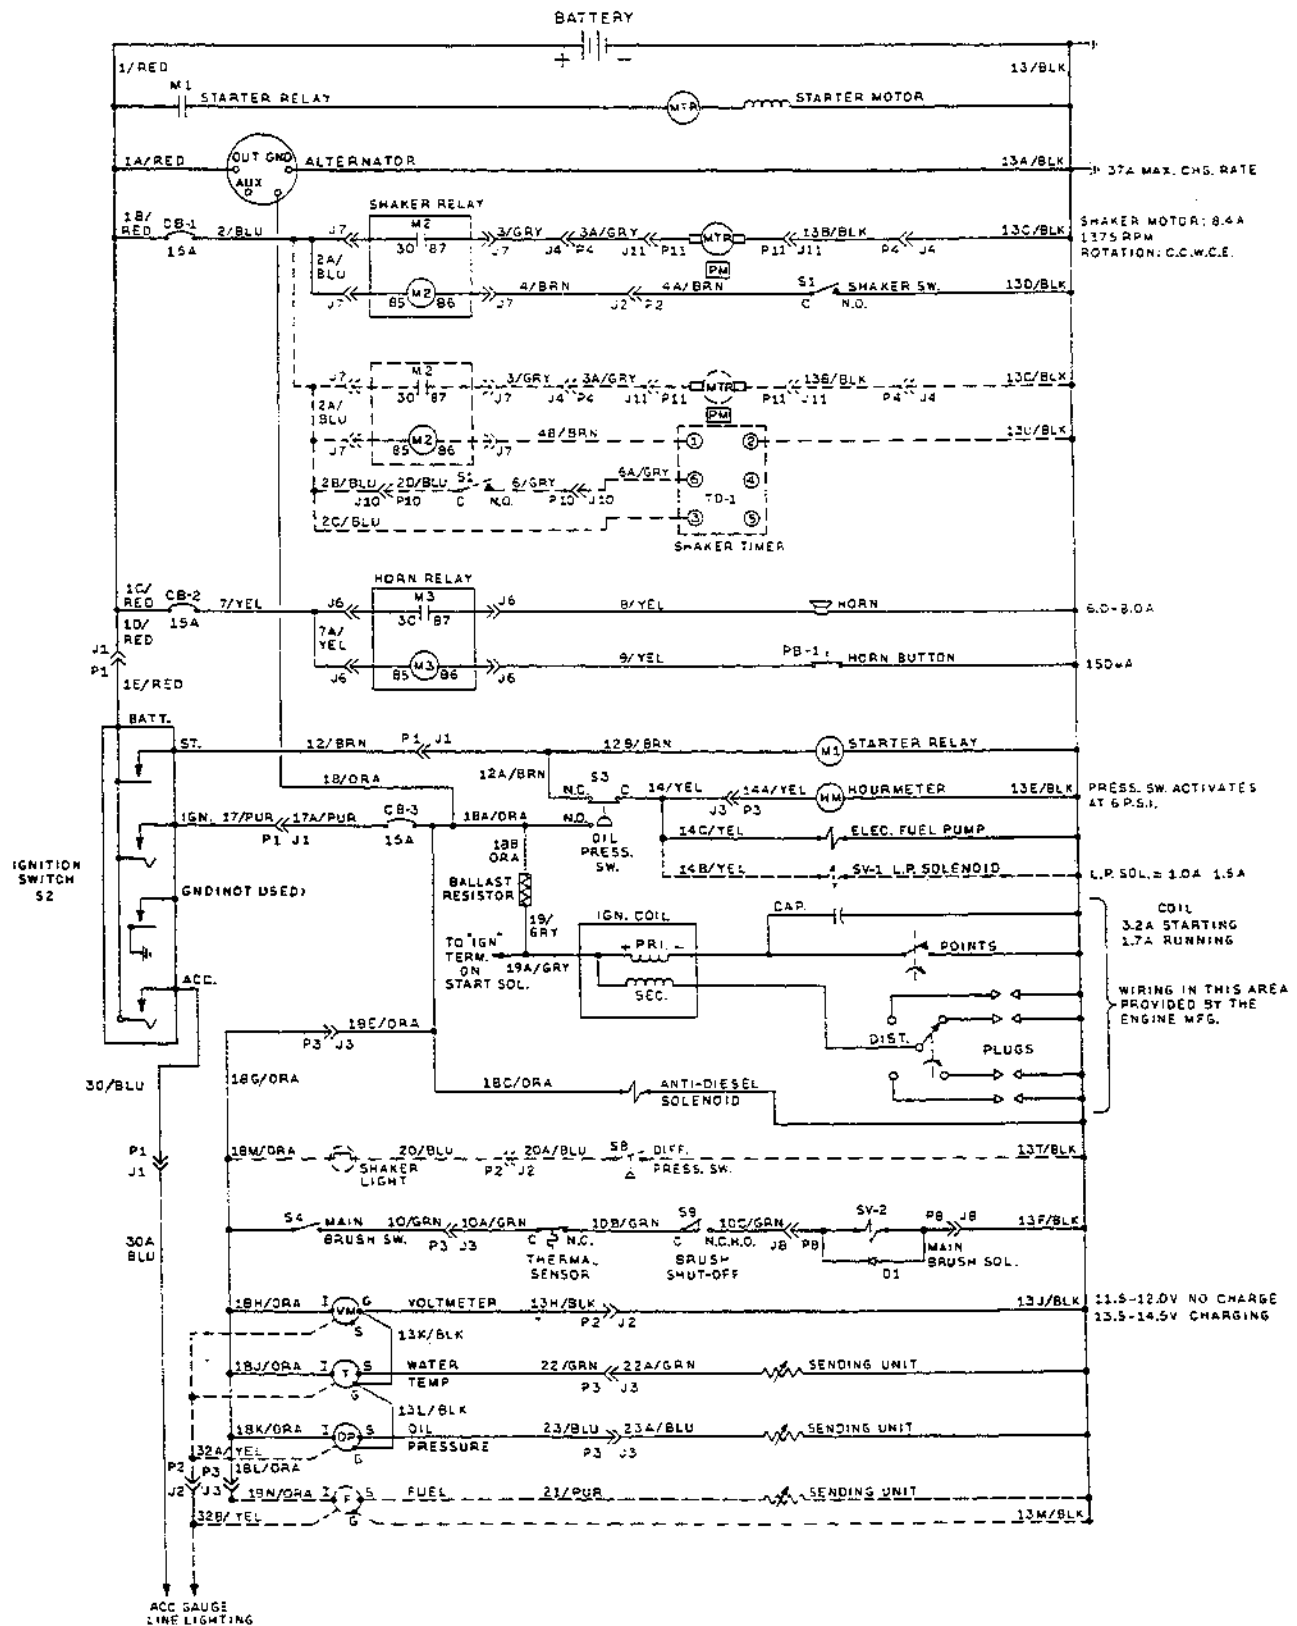 BATTERY
+ -
1/RED
13/BLK
M1
STARTER RELAY
MTR
STARTER MOTOR
1A/RED
OUT GND
AUX
ALTERNATOR
13A/BLK
37A MAX. CHG. RATE
SHAKER RELAY
1B/
RED
CB-1
15A
2/BLU
J7
M2
30 87
J7
3/GRY
J4 P4
3A/GRY
J11 P11
MTR
P11 J11
13B/BLK
P4 J4
13C/BLK
SHAKER MOTOR: 8.4A
1375 RPM
ROTATION: C.C.W.C.E.
2A/
BLU
PM
J7
85 M2 86
J7
4/BRN
J2 P2
4A/BRN
S1
C N.O.
SHAKER SW.
13D/BLK
J7
M2
30 87
J7
3/GRY
J4 P4
3A/GRY
J11 P11
MTR
P11 J11
13B/BLK
P4 J4
13C/BLK
2A/
BLU
PM
J7
85 M2 86
J7
4B/BRN
1 2
2B/BLU
J10 P10
2D/BLU
S1
C N.O.
6/GRY
P10 J10
6A/GRY
6 4
TD-1
2C/BLU
3 5
SHAKER TIMER
HORN RELAY
1C/
RED
CB-2
15A
7/YEL
J6
M3
30 87
J6
8/YEL
HORN
6.0-8.0A
1D/
RED
7A/
YEL
J1
P1
J6
85 M3 86
J6
9/YEL
PB-1
HORN BUTTON
1E/RED
BATT.
ST.
12/BRN
P1 J1
12B/BRN
M1
STARTER RELAY
12A/BRN
18/ORA
S3
N.C. C
14/YEL
J3 P3
14A/YEL
HM
HOURMETER
13E/BLK
PRESS. SW. ACTIVATES
AT 6 P.S.I.
IGN.
17/PUR
P1 J1
17A/PUR
CB-3
15A
18A/ORA
N.O.
OIL
PRESS.
SW.
14C/YEL
ELEC. FUEL PUMP
18B
ORA
14B/YEL
SV-1 L.P. SOLENOID
L.P. SOL. = 1.0A 1.5A
IGNITION
SWITCH
S2
GND(NOT USED)
BALLAST
RESISTOR
19/
GRY
IGN. COIL
CAP.
COIL
3.2A STARTING
1.7A RUNNING
TO "IGN"
TERM.
ON
START SOL.
19A/GRY
+ PRI. -
SEC.
POINTS
ACC.
WIRING IN THIS AREA
PROVIDED BY THE
ENGINE MFG.
P3 J3
18E/ORA
DIST.
PLUGS
30/BLU
18G/ORA
18C/ORA
ANTI-DIESEL
SOLENOID
P1
J1
18M/ORA
SHAKER
LIGHT
20/BLU
P2 J2
20A/BLU
S8
DIFF.
PRESS. SW.
13T/BLK
30A
BLU
S4
MAIN
BRUSH SW.
10/GRN
P3 J3
10A/GRN
C N.C.
THERMAL
SENSOR
10B/GRN
S9
C N.C.H.O.
BRUSH
SHUT-OFF
10C/GRN
J8 P8
SV-2
D1
P8 J8
MAIN
BRUSH SOL.
13F/BLK
18H/ORA
I VM G
S
VOLTMETER
13H/BLK
P2 J2
13J/BLK
11.5-12.0V NO CHARGE
13.5-14.5V CHARGING
13K/BLK
18J/ORA
I T S
G
WATER
TEMP
22/GRN
P3 J3
22A/GRN
SENDING UNIT
13L/BLK
18K/ORA
I OP S
G
OIL
PRESSURE
23/BLU
P3 J3
23A/BLU
SENDING UNIT
32A/YEL
P2 P3
18L/ORA
J2 J3
19N/ORA
I F S
G
FUEL
21/PUR
SENDING UNIT
32B/YEL
13M/BLK
ACC GAUGE
LINE LIGHTING